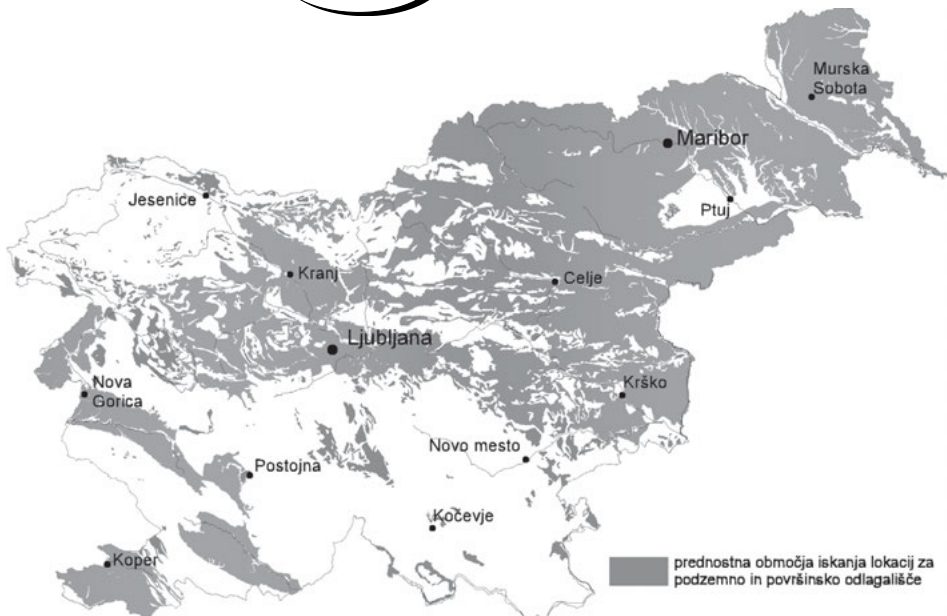 Murska
Sobota
Maribor
Jesenice
Ptuj
Kranj
Celje
Ljubljana
Nova
Gorica
Krško
Novo mesto
Postojna
Kočevje
Koper
prednostna območja iskanja lokacij za
podzemno in površinsko odlagališče